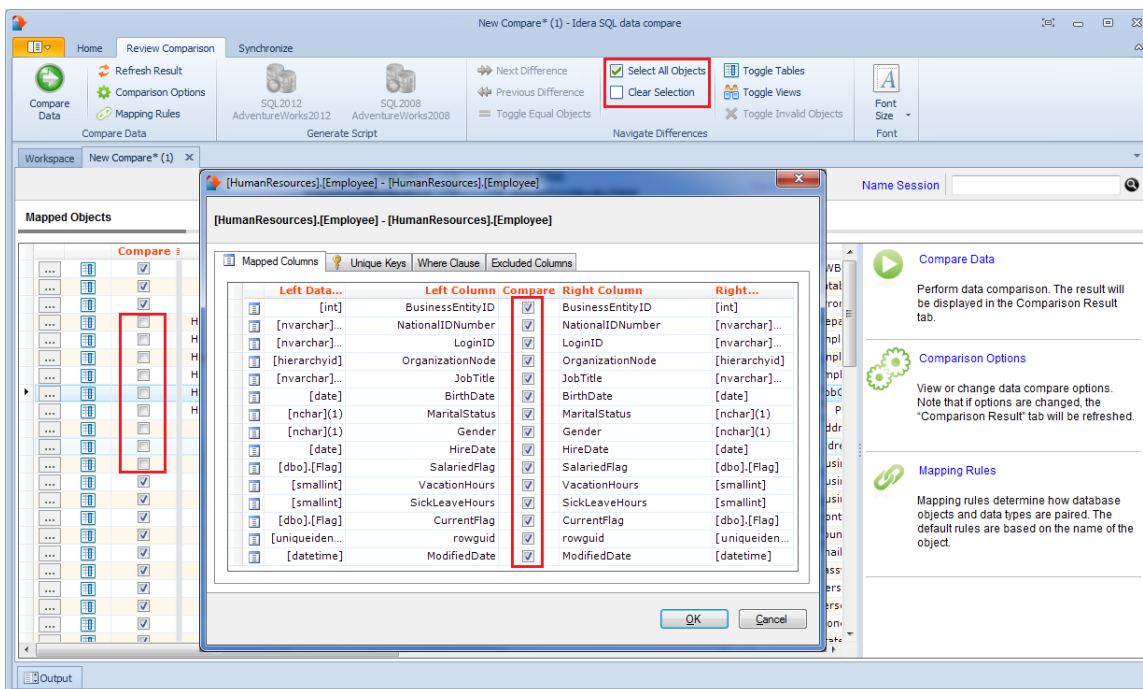 New Compare* (1) - Idera SQL data compare
Home Review Comparison Synchronize
Compare Data
Refresh Result
Comparison Options
Mapping Rules
Compare Data
SQL2012
AdventureWorks2012
SQL2008
AdventureWorks2008
Generate Script
Next Difference
Previous Difference
Toggle Equal Objects
Select All Objects
Clear Selection
Navigate Differences
Toggle Tables
Toggle Views
Toggle Invalid Objects
A
Font
Size
Font
Workspace New Compare* (1)
Name Session
Mapped Objects
Compare
[HumanResources].[Employee] - [HumanResources].[Employee]
[HumanResources].[Employee] - [HumanResources].[Employee]
Mapped Columns Unique Keys Where Clause Excluded Columns
Left Data... Left Column Compare Right Column Right...
[int] BusinessEntityID BusinessEntityID [int]
[nvarchar]... NationalIDNumber NationalIDNumber [nvarchar]...
[nvarchar]... LoginID LoginID [nvarchar]...
[hierarchyid] OrganizationNode OrganizationNode [hierarchyid]
[nvarchar]... JobTitle JobTitle [nvarchar]...
[date] BirthDate BirthDate [date]
[nchar](1) MaritalStatus MaritalStatus [nchar](1)
[nchar](1) Gender Gender [nchar](1)
[date] HireDate HireDate [date]
[dbo].[Flag] SalariedFlag SalariedFlag [dbo].[Flag]
[smallint] VacationHours VacationHours [smallint]
[smallint] SickLeaveHours SickLeaveHours [smallint]
[dbo].[Flag] CurrentFlag CurrentFlag [dbo].[Flag]
[uniqueiden... rowguid rowguid [uniqueiden...
[datetime] ModifiedDate ModifiedDate [datetime]
OK Cancel
Compare Data
Perform data comparison. The result will
be displayed in the Comparison Result
tab.
Comparison Options
View or change data compare options.
Note that if options are changed, the
"Comparison Result" tab will be refreshed.
Mapping Rules
Mapping rules determine how database
objects and data types are paired. The
default rules are based on the name of the
object.
Output